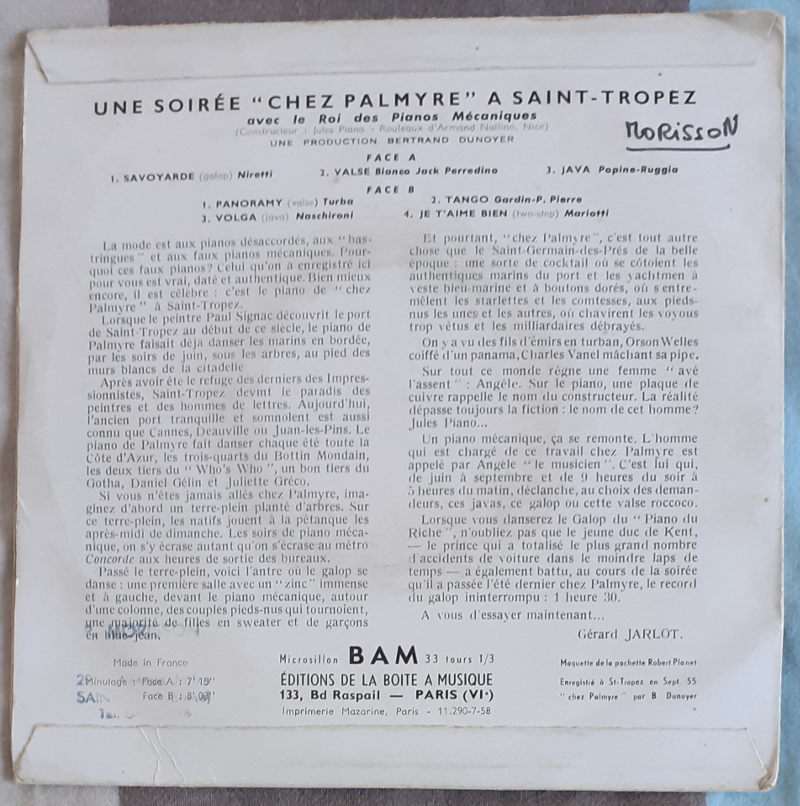 UNE SOIRÉE "CHEZ PALMYRE" A SAINT-TROPEZ
avec le Roi des Pianos Mécaniques
(Constructeur : Jules Piano - Rouleaux d'Armand Nallino, Nice)
MORISSON
UNE PRODUCTION BERTRAND DUNOYER
FACE A
1. SAVOYARDE (galop) Niretti 2. VALSE Bianco Jack Perredino 3. JAVA Popino-Ruggio
FACE B
1. PANORAMY (valse) Turba 2. TANGO Gardin-P. Pierre
3. VOLGA (java) Naschironi 4. JE T'AIME BIEN (two-step) Mariotti
La mode est aux pianos désaccordés, aux "bas-
tringues" et aux faux pianos mécaniques. Pour-
quoi ces faux pianos? Celui qu'on a enregistré ici
pour vous est vrai, daté et authentique. Bien mieux
encore, il est célèbre : c'est le piano de "chez
Palmyre" à Saint-Tropez.
Lorsque le peintre Paul Signac découvrit le port
de Saint-Tropez au début de ce siècle, le piano de
Palmyre faisait déjà danser les marins en bordée,
par les soirs de juin, sous les arbres, au pied des
murs blancs de la citadelle
Après avoir été le refuge des derniers des Impres-
sionnistes, Saint-Tropez devint le paradis des
peintres et des hommes de lettres. Aujourd'hui,
l'ancien port tranquille et somnolent est aussi
connu que Cannes, Deauville ou Juan-les-Pins. Le
piano de Palmyre fait danser chaque été toute la
Côte d'Azur, les trois-quarts du Bottin Mondain,
les deux tiers du "Who's Who", un bon tiers du
Gotha, Daniel Gélin et Juliette Gréco.
Si vous n'êtes jamais allés chez Palmyre, ima-
ginez d'abord un terre-plein planté d'arbres. Sur
ce terre-plein, les natifs jouent à la pétanque les
après-midi de dimanche. Les soirs de piano méca-
nique, on s'y écrase autant qu'on s'écrase au métro
Concorde aux heures de sortie des bureaux.
Passé le terre-plein, voici l'antre où le galop se
danse : une première salle avec un "zinc" immense
et à gauche, devant le piano mécanique, autour
d'une colonne, des couples pieds-nus qui tournoient,
une majorité de filles en sweater et de garçons
en blue-jean.
Et pourtant, "chez Palmyre", c'est tout autre
chose que le Saint-Germain-des-Prés de la belle
époque : une sorte de cocktail où se côtoient les
authentiques marins du port et les yachtmen à
veste bleu-marine et à boutons dorés, où s'entre-
mêlent les starlettes et les comtesses, aux pieds-
nus les unes et les autres, où chavirent les voyous
trop vêtus et les milliardaires débrayés.
On y a vu des fils d'émirs en turban, Orson Welles
coiffé d'un panama, Charles Vanel mâchant sa pipe.
Sur tout ce monde règne une femme "avé
l'assent" : Angèle. Sur le piano, une plaque de
cuivre rappelle le nom du constructeur. La réalité
dépasse toujours la fiction : le nom de cet homme?
Jules Piano...
Un piano mécanique, ça se remonte. L'homme
qui est chargé de ce travail chez Palmyre est
appelé par Angèle "le musicien". C'est lui qui,
de juin à septembre et de 9 heures du soir à
5 heures du matin, déclanche, au choix des deman-
deurs, ces javas, ce galop ou cette valse roccoco.
Lorsque vous danserez le Galop du "Piano du
Riche", n'oubliez pas que le jeune duc de Kent,
— le prince qui a totalisé le plus grand nombre
d'accidents de voiture dans le moindre laps de
temps — a également battu, au cours de la soirée
qu'il a passée l'été dernier chez Palmyre, le record
du galop ininterrompu : 1 heure 30.
A vous d'essayer maintenant...
Gérard JARLOT.
Made in France
Minutage : Face A : 7' 15"
Face B : 8' 02"
SAIN
Microsillon BAM 33 tours 1/3
ÉDITIONS DE LA BOITE A MUSIQUE
133, Bd Raspail — PARIS (VIe)
Imprimerie Mazarine, Paris - 11.290-7-58
Maquette de la pochette Robert Planet
Enregistré à St-Tropez en Sept. 55
"chez Palmyre" par B. Dunoyer